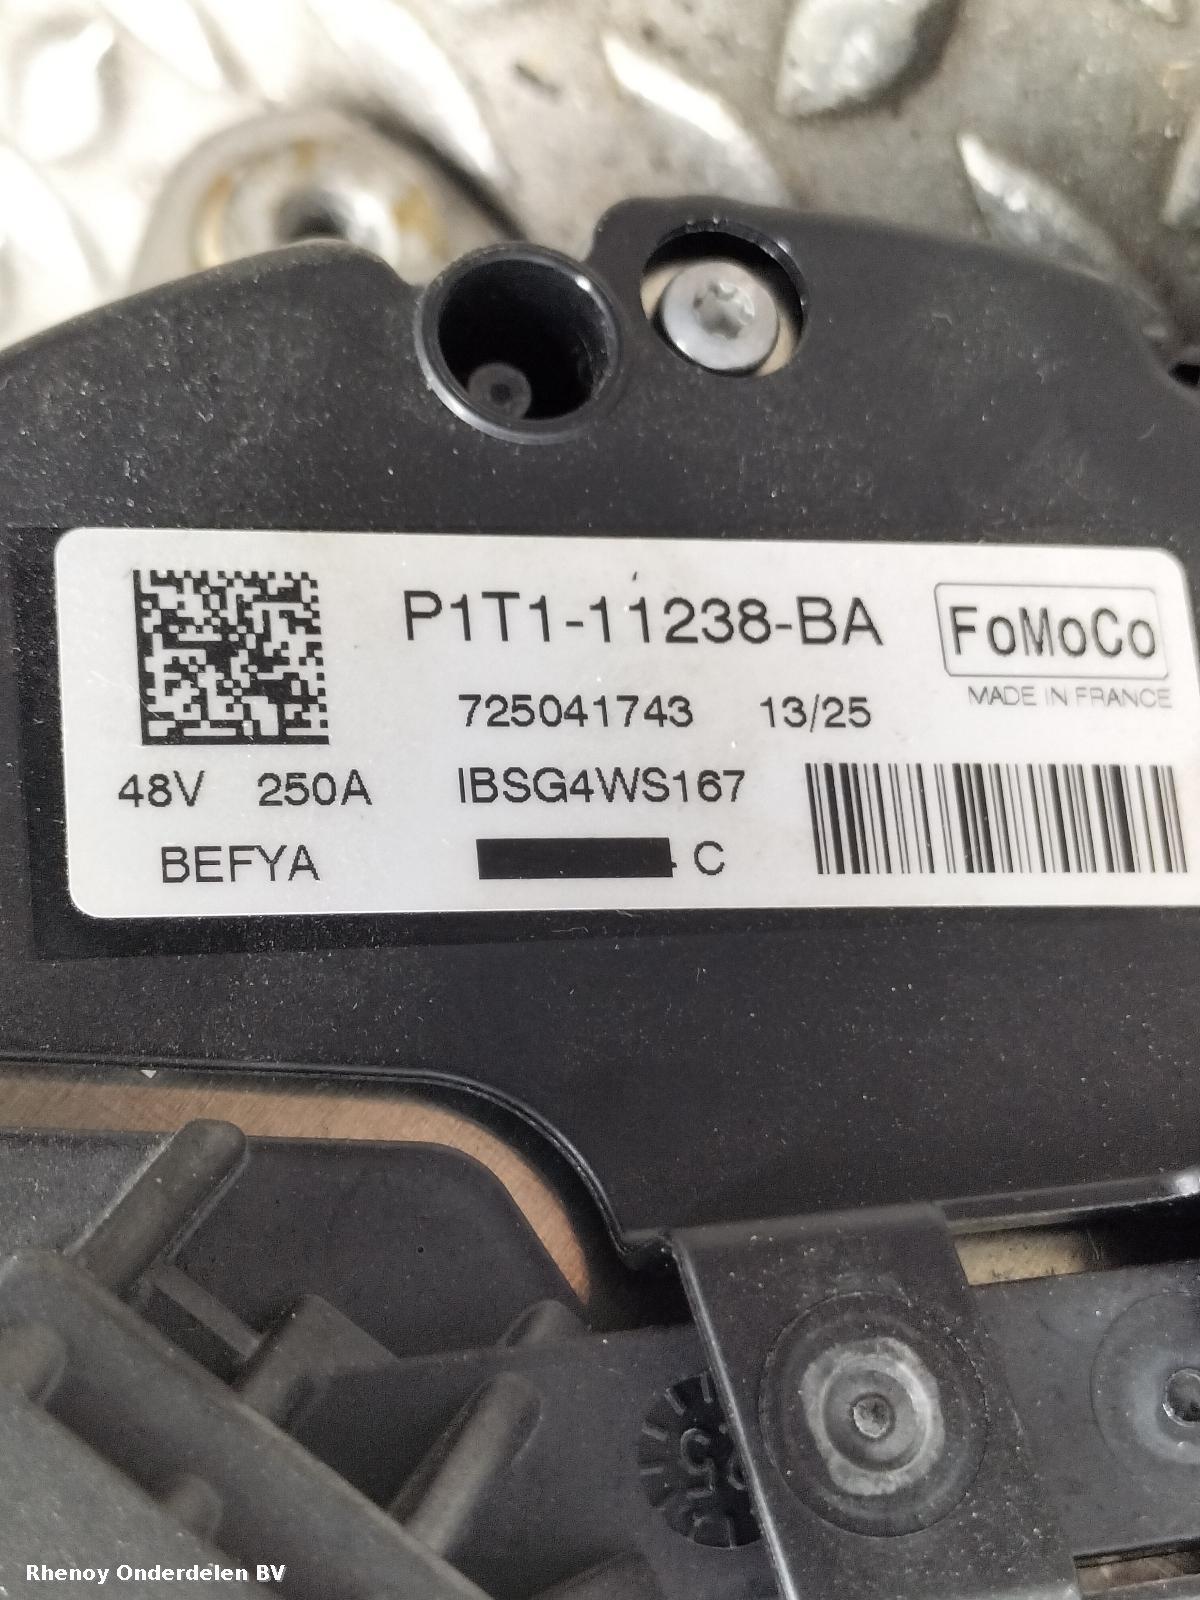 P1T1-11238-BA
FoMoCo
MADE IN FRANCE
725041743 13/25
48V 250A IBSG4WS167
BEFYA C
Rhenoy Onderdelen BV